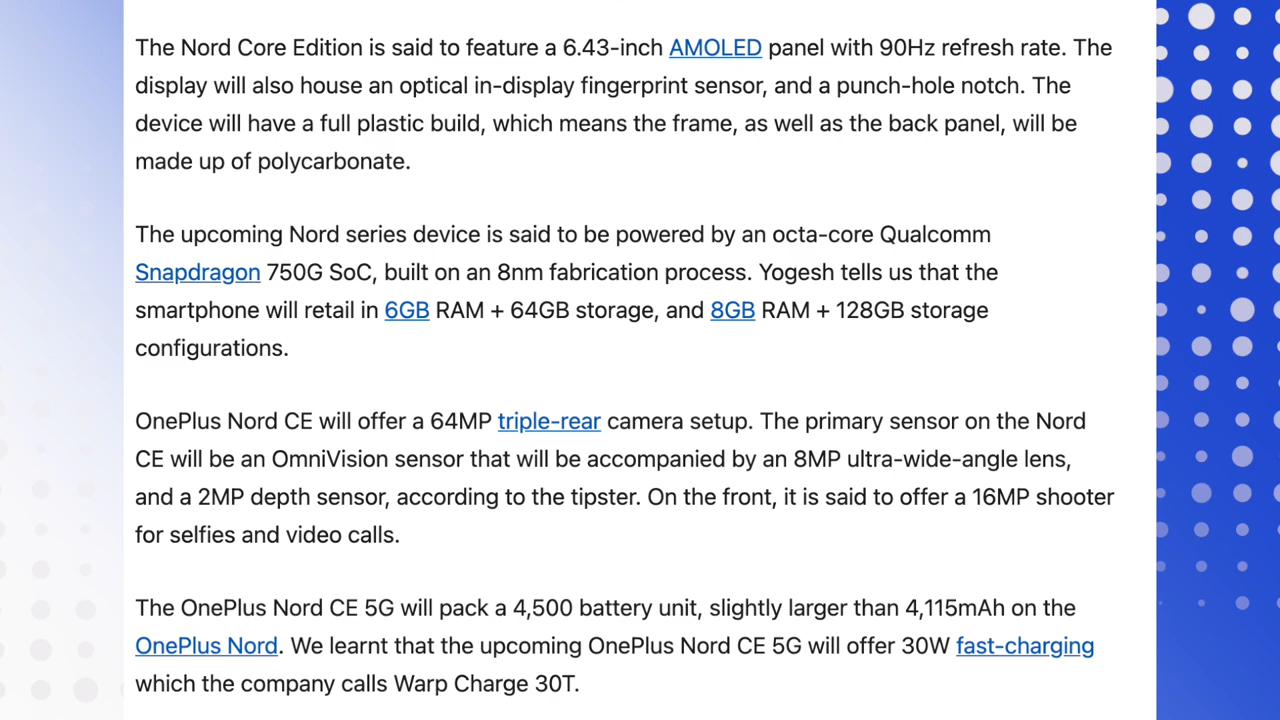 The Nord Core Edition is said to feature a 6.43-inch AMOLED panel with 90Hz refresh rate. The
display will also house an optical in-display fingerprint sensor, and a punch-hole notch. The
device will have a full plastic build, which means the frame, as well as the back panel, will be
made up of polycarbonate.
The upcoming Nord series device is said to be powered by an octa-core Qualcomm
Snapdragon 750G SoC, built on an 8nm fabrication process. Yogesh tells us that the
smartphone will retail in 6GB RAM + 64GB storage, and 8GB RAM + 128GB storage
configurations.
OnePlus Nord CE will offer a 64MP triple-rear camera setup. The primary sensor on the Nord
CE will be an OmniVision sensor that will be accompanied by an 8MP ultra-wide-angle lens,
and a 2MP depth sensor, according to the tipster. On the front, it is said to offer a 16MP shooter
for selfies and video calls.
The OnePlus Nord CE 5G will pack a 4,500 battery unit, slightly larger than 4,115mAh on the
OnePlus Nord. We learnt that the upcoming OnePlus Nord CE 5G will offer 30W fast-charging
which the company calls Warp Charge 30T.